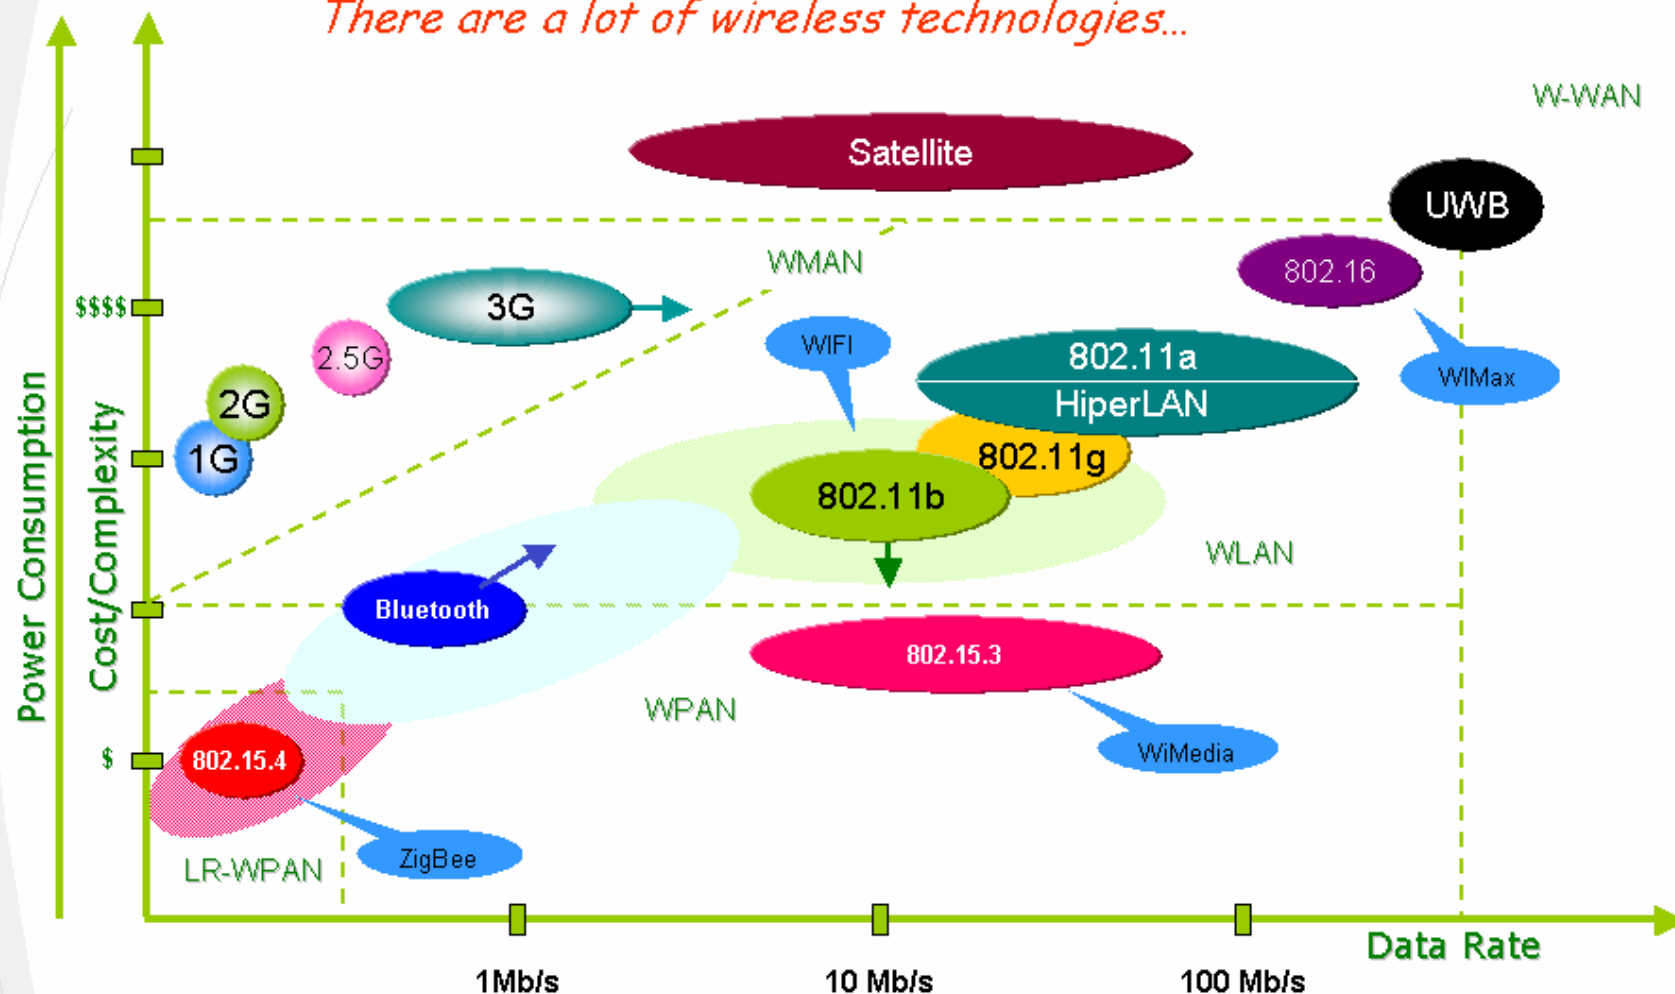 There are a lot of wireless technologies...
W-WAN
Satellite
UWB
WMAN
802.16
$$$$
3G
2.5G
WIFI
802.11a
HiperLAN
WIMax
2G
1G
802.11g
802.11b
WLAN
Power Consumption
Cost/Complexity
Bluetooth
802.15.3
WPAN
WiMedia
$
802.15.4
ZigBee
LR-WPAN
Data Rate
1Mb/s
10 Mb/s
100 Mb/s